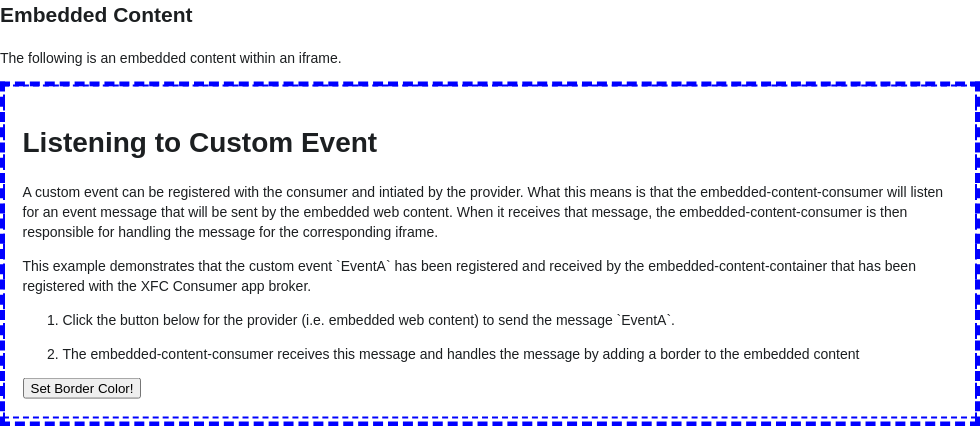 Embedded Content
The following is an embedded content within an iframe.
Listening to Custom Event
A custom event can be registered with the consumer and intiated by the provider. What this means is that the embedded-content-consumer will listen
for an event message that will be sent by the embedded web content. When it receives that message, the embedded-content-consumer is then
responsible for handling the message for the corresponding iframe.
This example demonstrates that the custom event `EventA` has been registered and received by the embedded-content-container that has been
registered with the XFC Consumer app broker.
1. Click the button below for the provider (i.e. embedded web content) to send the message `EventA`.
2. The embedded-content-consumer receives this message and handles the message by adding a border to the embedded content
Set Border Color!